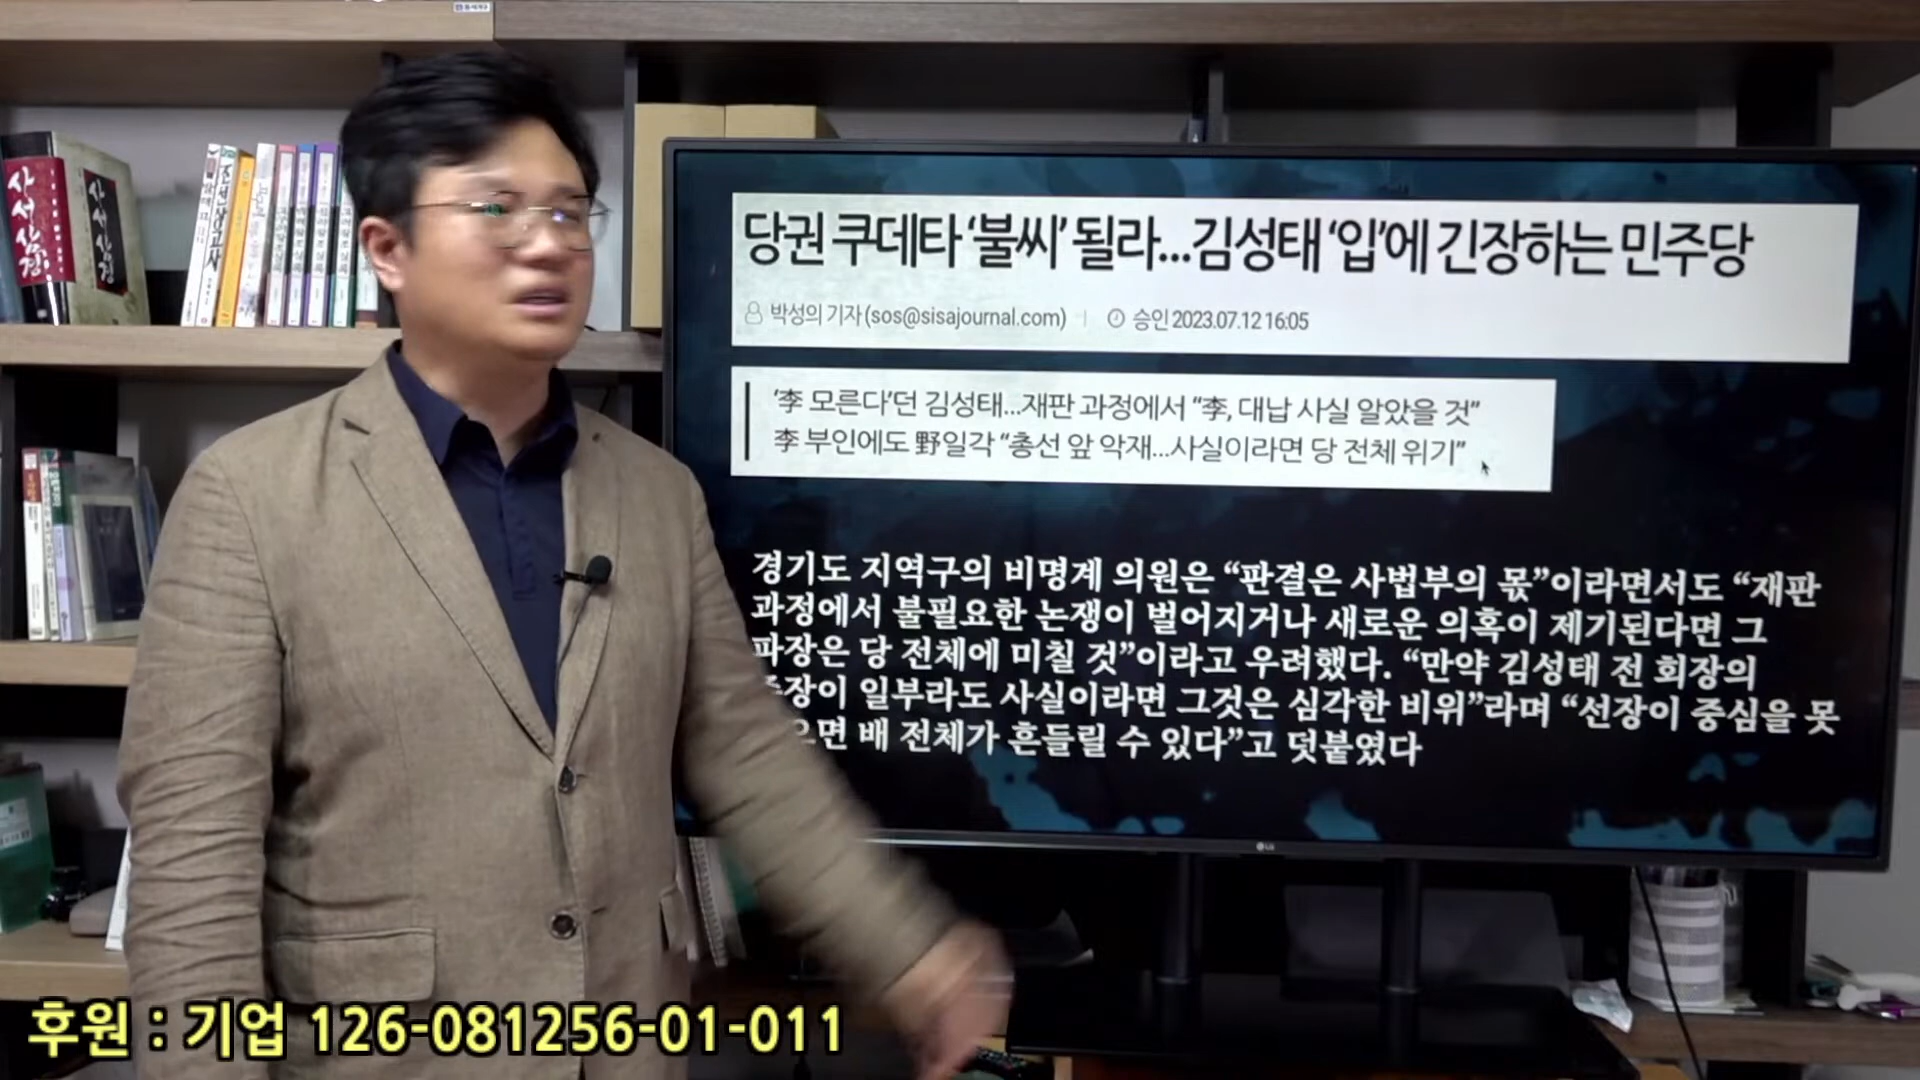 당권 쿠데타 ‘불씨’ 될라...김성태 ‘입’에 긴장하는 민주당
박성의 기자 (sos@sisajournal.com) 승인 2023.07.12 16:05
‘李 모른다’던 김성태...재판 과정에서 “李, 대납 사실 알았을 것”
李 부인에도 野일각 “총선 앞 악재...사실이라면 당 전체 위기”
경기도 지역구의 비명계 의원은 “판결은 사법부의 몫”이라면서도 “재판
과정에서 불필요한 논쟁이 벌어지거나 새로운 의혹이 제기된다면 그
파장은 당 전체에 미칠 것”이라고 우려했다. “만약 김성태 전 회장의
이 일부라도 사실이라면 그것은 심각한 비위”라며 “선장이 중심을 못
면 배 전체가 흔들릴 수 있다”고 덧붙였다
LG
사서삼경
사서삼경
후원 : 기업 126-081256-01-011